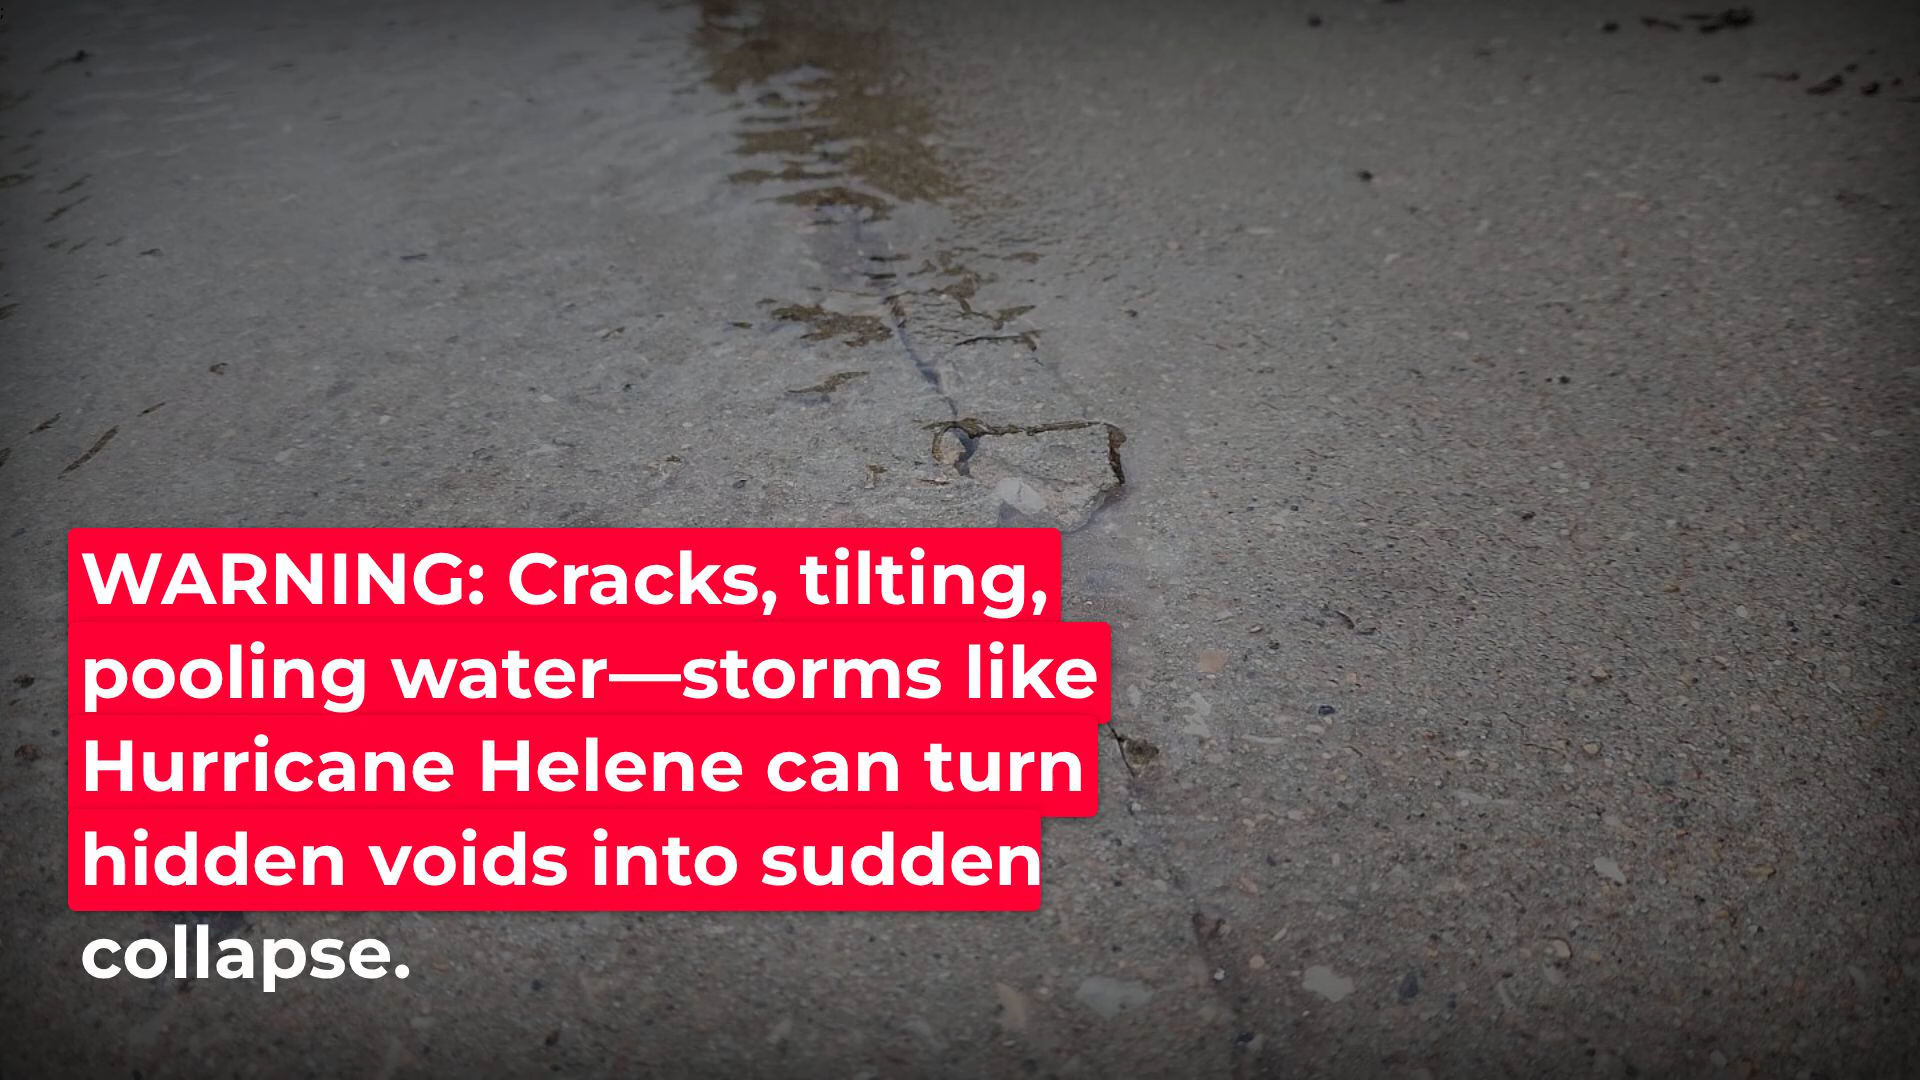 WARNING: Cracks, tilting,
pooling water—storms like
Hurricane Helene can turn
hidden voids into sudden
collapse.